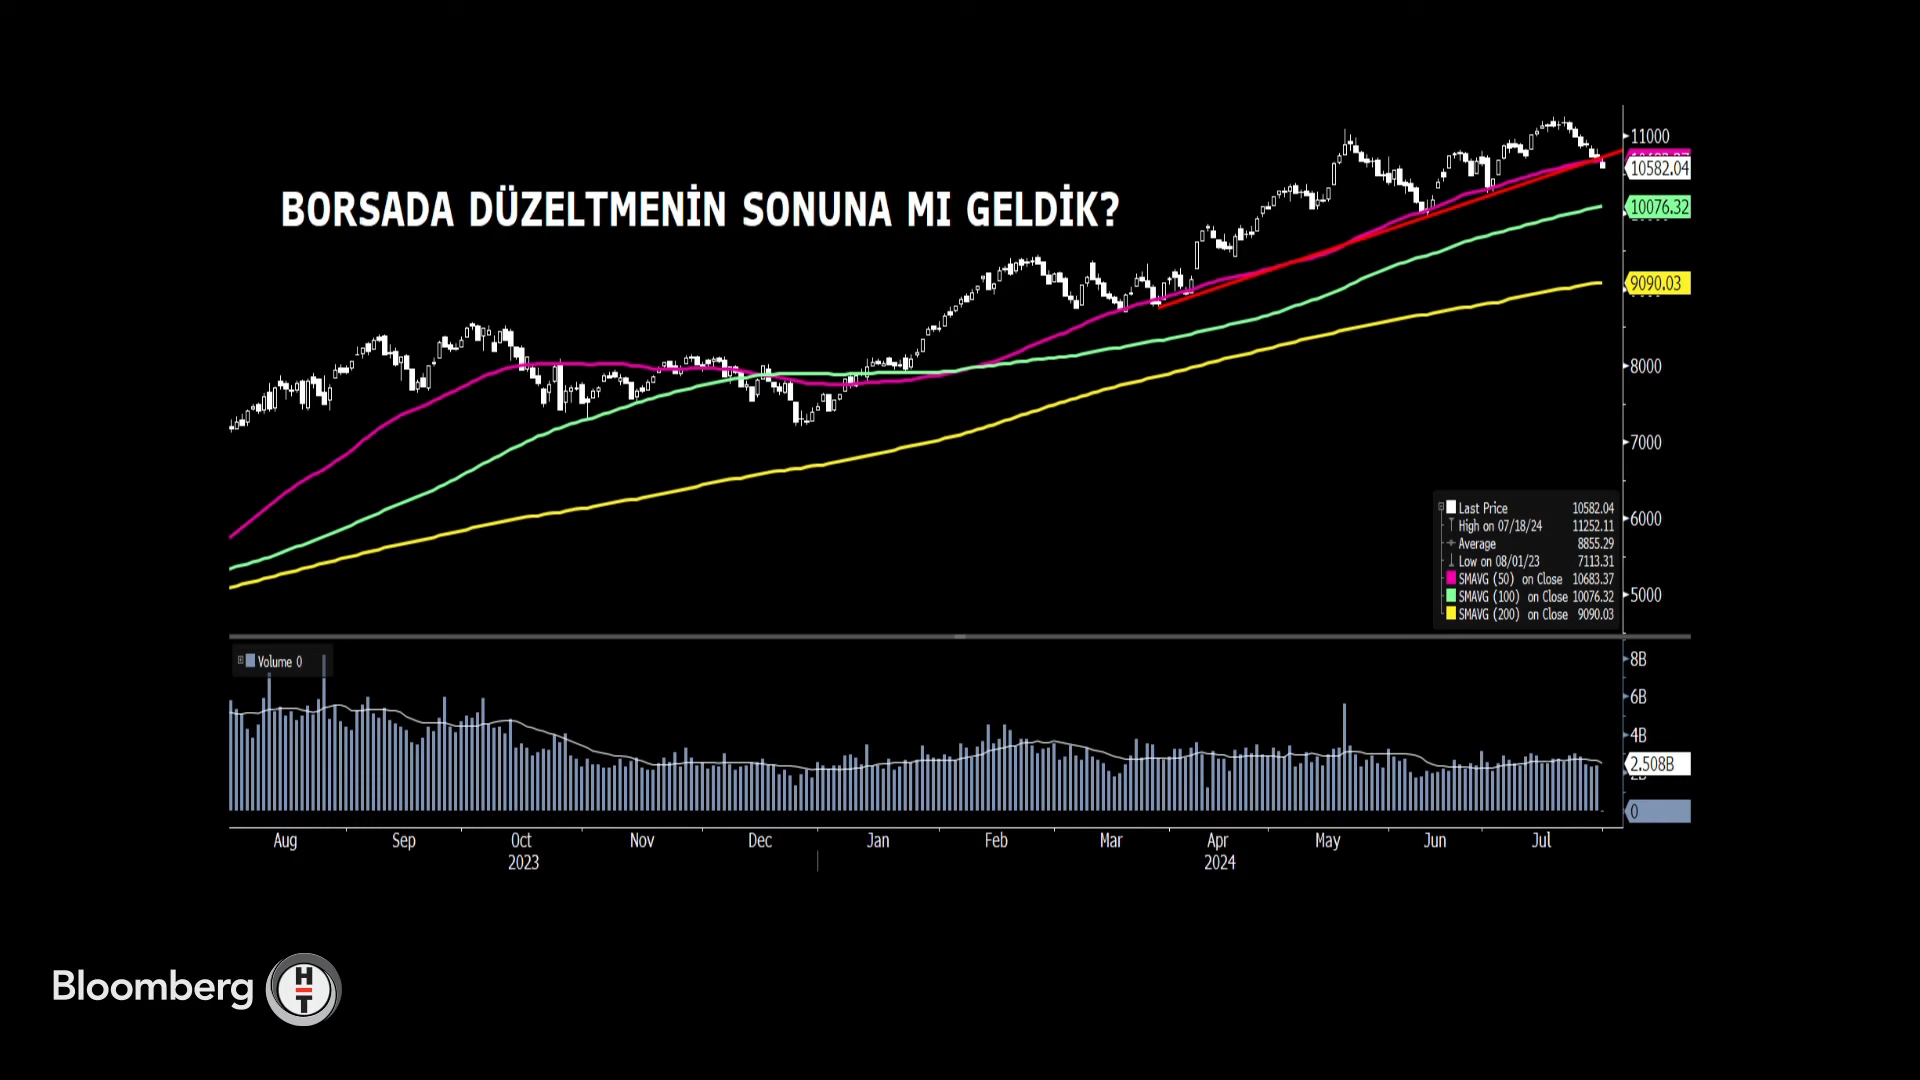 BORSADA DÜZELTMENİN SONUNA MI GELDİK?
11000
10582.04
10076.32
9090.03
8000
7000
6000
5000
Last Price 10582.04
High on 07/18/24 11252.11
Average 8855.29
Low on 08/01/23 7113.31
SMAVG (50) on Close 10683.37
SMAVG (100) on Close 10076.32
SMAVG (200) on Close 9090.03
Volume 0
8B
6B
4B
2.508B
0
Aug Sep Oct Nov Dec Jan Feb Mar Apr May Jun Jul
2023 2024
Bloomberg HT